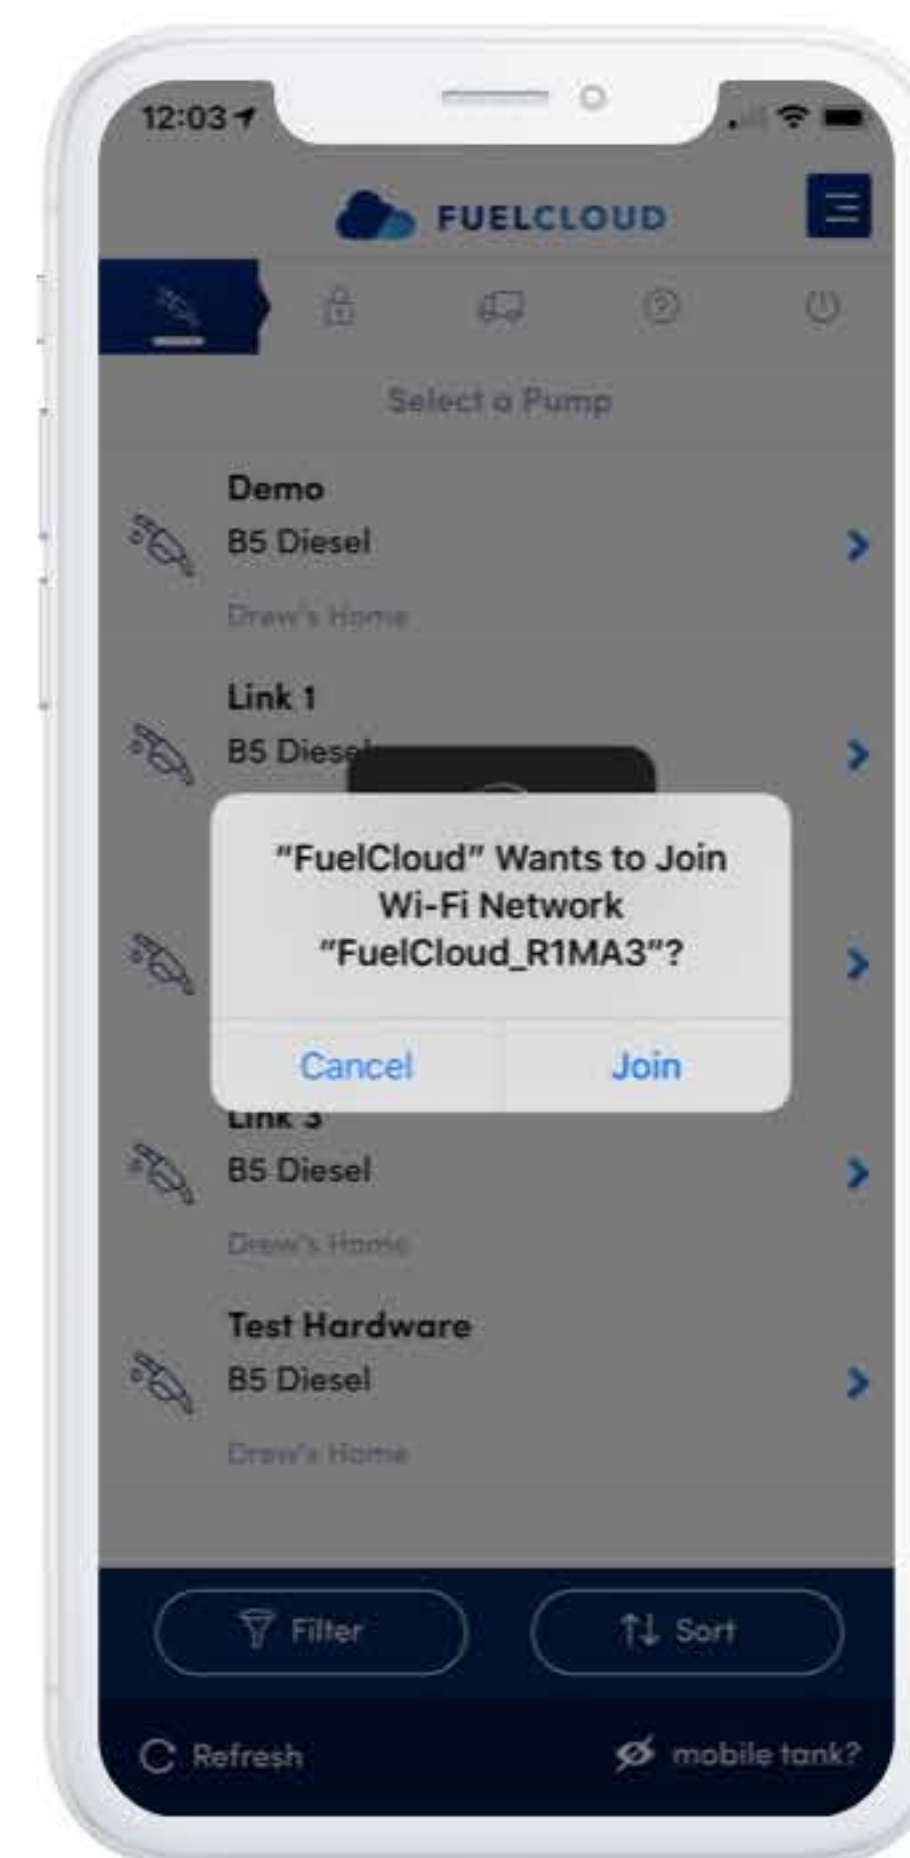 12:03
FUELCLOUD
Select a Pump
Demo
B5 Diesel
Drew's Home
Link 1
B5 Diesel
"FuelCloud" Wants to Join
Wi-Fi Network
"FuelCloud_R1MA3"?
Cancel
Join
Link 3
B5 Diesel
Drew's Home
Test Hardware
B5 Diesel
Drew's Home
Filter
Sort
Refresh
mobile tank?